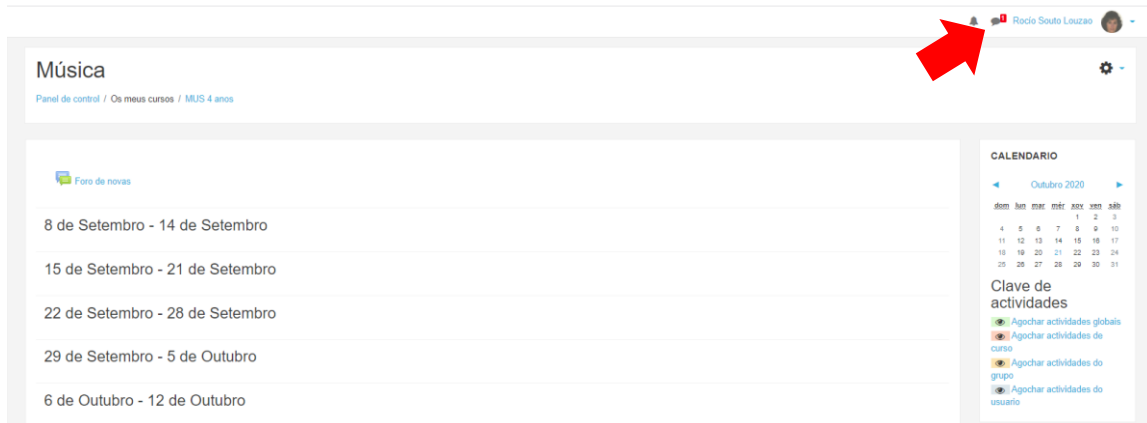 1 Rocío Souto Louzao
Música
Panel de control / Os meus cursos / MUS 4 anos
Foro de novas
8 de Setembro - 14 de Setembro
15 de Setembro - 21 de Setembro
22 de Setembro - 28 de Setembro
29 de Setembro - 5 de Outubro
6 de Outubro - 12 de Outubro
CALENDARIO
◄ Outubro 2020 ►
dom lun mar mér xov ven sáb
1 2 3
4 5 6 7 8 9 10
11 12 13 14 15 16 17
18 19 20 21 22 23 24
25 26 27 28 29 30 31
Clave de
actividades
Agochar actividades globais
Agochar actividades de
curso
Agochar actividades do
grupo
Agochar actividades do
usuario